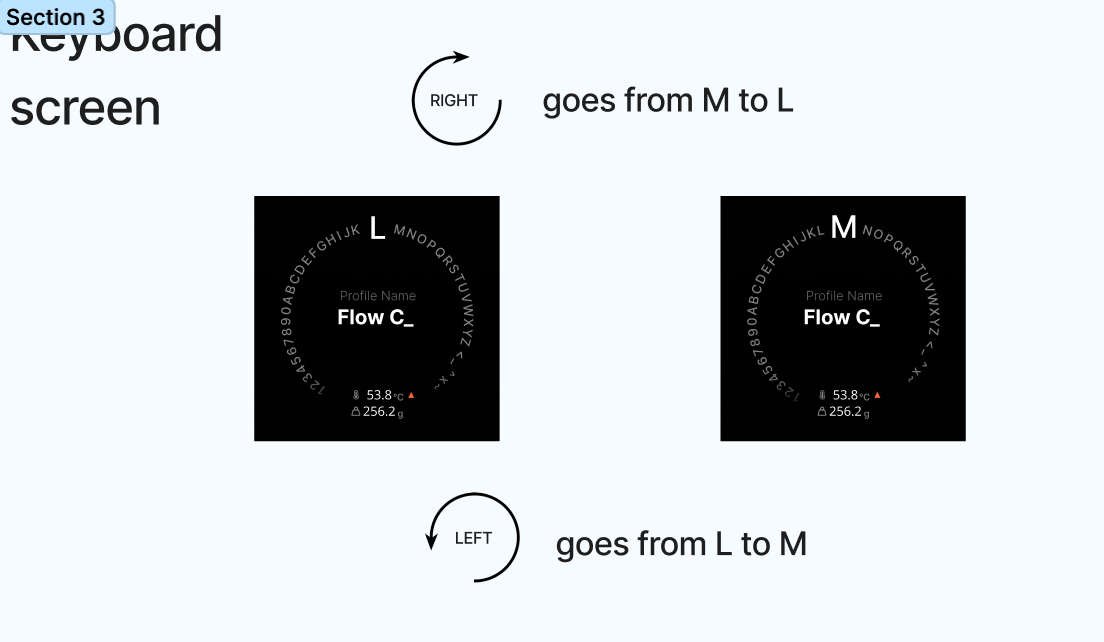 Section 3
Keyboard
screen
RIGHT
goes from M to L
1234567890ABCDEFGHIJK L MNOPQRSTUVWXYZ
Profile Name
Flow C_
53.8 °C
256.2 g
1234567890ABCDEFGHIJKL M NOPQRSTUVWXYZ
Profile Name
Flow C_
53.8 °C
256.2 g
LEFT
goes from L to M